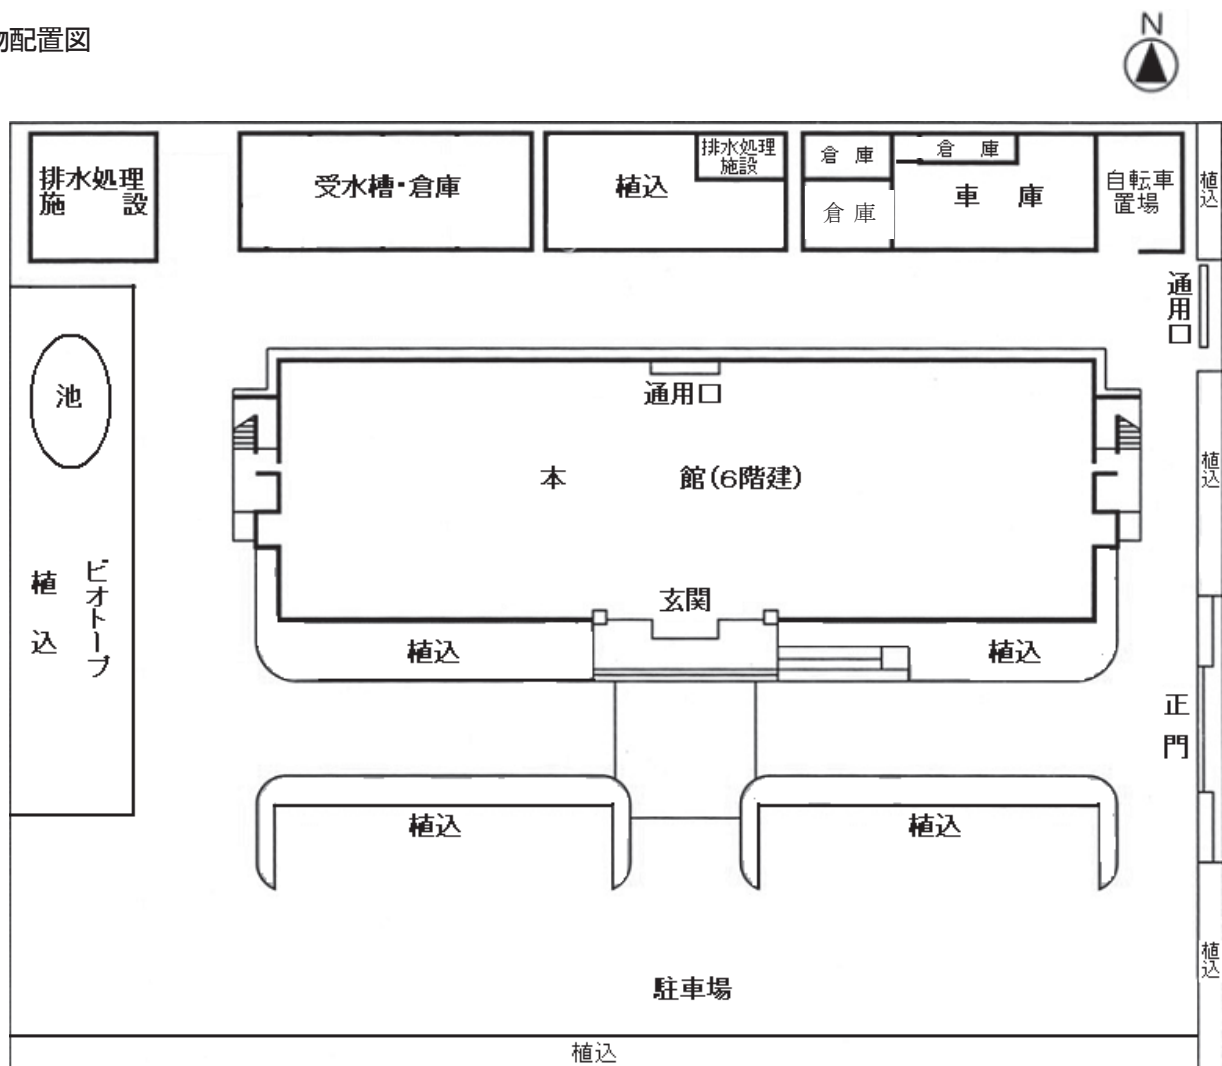 物配置図
N
排水処理
施 設
受水槽・倉庫
植込
排水処理
施設
倉 庫
倉 庫
倉 庫
車 庫
自転車
置場
植込
通用口
池
通用口
本 館(6階建)
植込
植込
ビオトープ
玄関
植込
植込
正門
植込
植込
植込
駐車場
植込